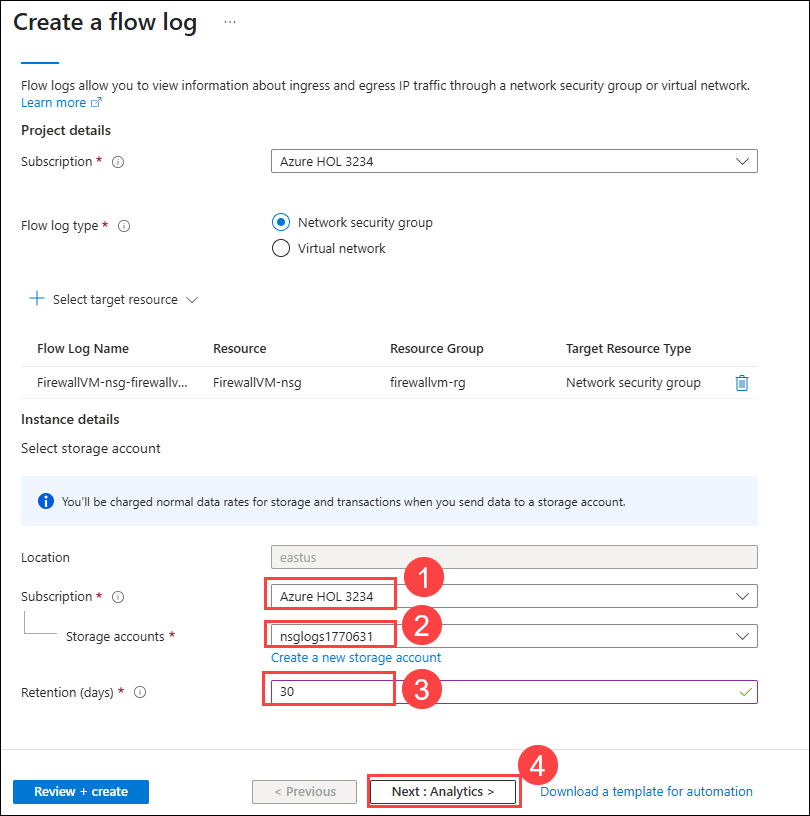 Create a flow log ...
Flow logs allow you to view information about ingress and egress IP traffic through a network security group or virtual network.
Learn more
Project details
Subscription *
Azure HOL 3234
Flow log type *
Network security group
Virtual network
+ Select target resource
Flow Log Name Resource Resource Group Target Resource Type
FirewallVM-nsg-firewallv... FirewallVM-nsg firewallvm-rg Network security group
Instance details
Select storage account
You'll be charged normal data rates for storage and transactions when you send data to a storage account.
Location eastus
1
Subscription * Azure HOL 3234
2
Storage accounts * nsglogs1770631
Create a new storage account
Retention (days) * 30 3
4
Review + create < Previous Next : Analytics > Download a template for automation